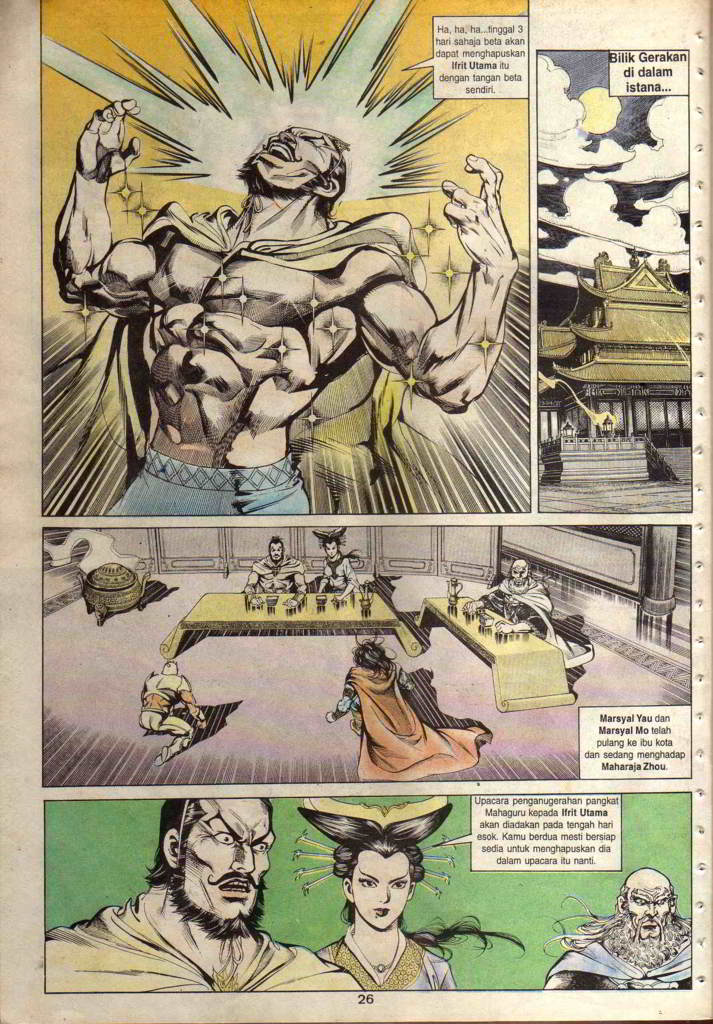 Ha, ha, ha...tinggal 3
hari sahaja beta akan
dapat menghapuskan
Ifrit Utama itu
dengan tangan beta
sendiri.
Bilik Gerakan
di dalam
istana...
Marsyal Yau dan
Marsyal Mo telah
pulang ke ibu kota
dan sedang menghadap
Maharaja Zhou.
Upacara penganugerahan pangkat
Mahaguru kepada Ifrit Utama
akan diadakan pada tengah hari
esok. Kamu berdua mesti bersiap
sedia untuk menghapuskan dia
dalam upacara itu nanti.
26